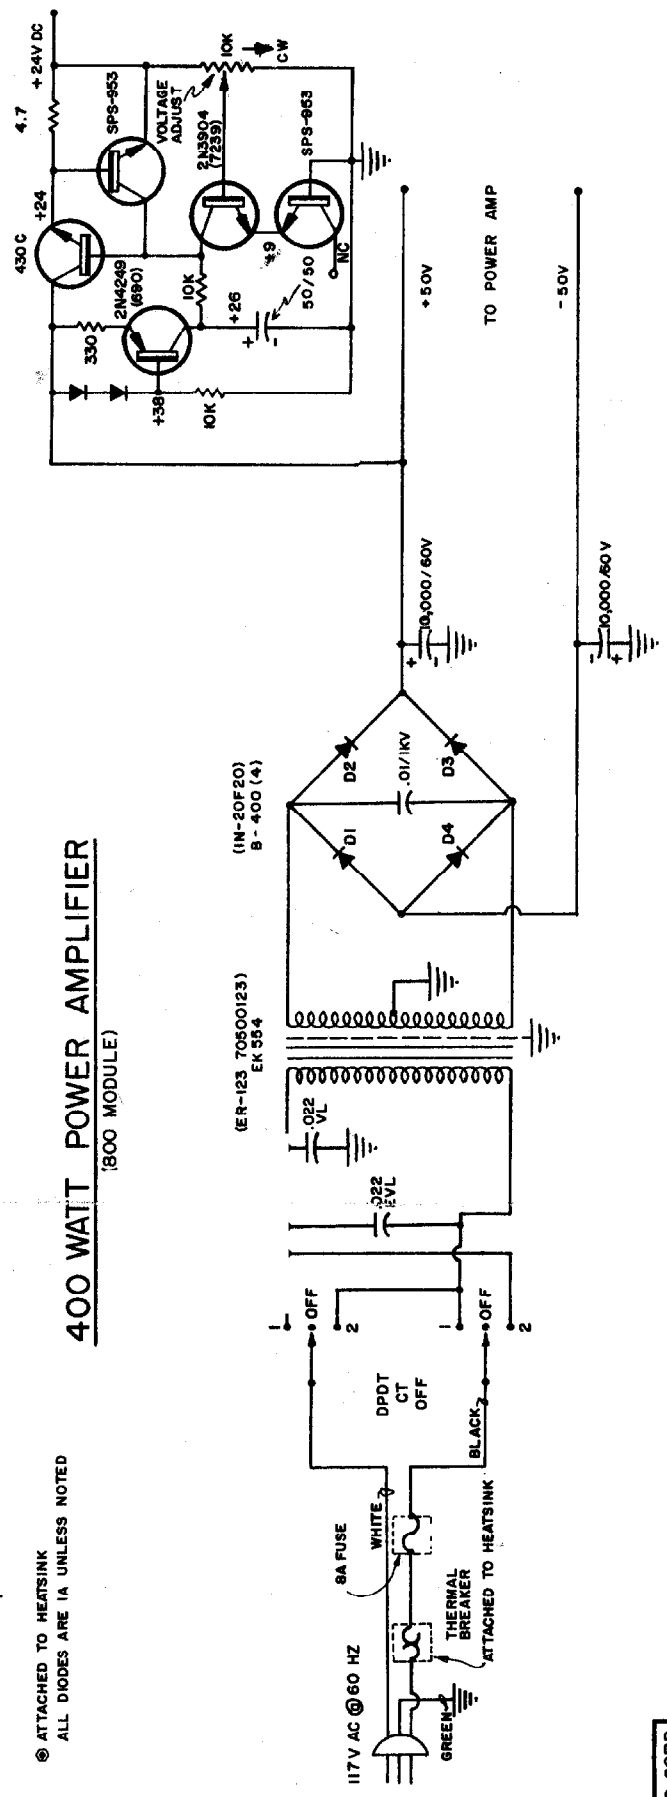 400 WATT POWER AMPLIFIER
(800 MODULE)
ATTACHED TO HEATSINK
ALL DIODES ARE 1A UNLESS NOTED
117V AC @ 60 HZ
GREEN
THERMAL
BREAKER
ATTACHED TO HEATSINK
8A FUSE
WHITE
BLACK
DPDT
CT
OFF
1
OFF
2
1
OFF
2
.022
EVL
.022
VL
(ER-123 70500123)
EK 554
(IN-20F20)
B-400 (4)
D1
D2
D3
D4
.01/1KV
+
-
10,000/60V
-
+
10,000/60V
+50V
TO POWER AMP
-50V
430C
+24
4.7
+24V DC
SPS-953
330
2N4249
(690)
+38
10K
10K
+26
+
-
50/50
VOLTAGE
ADJUST
10K
CW
2N3904
(7239)
+9
SPS-953
NC